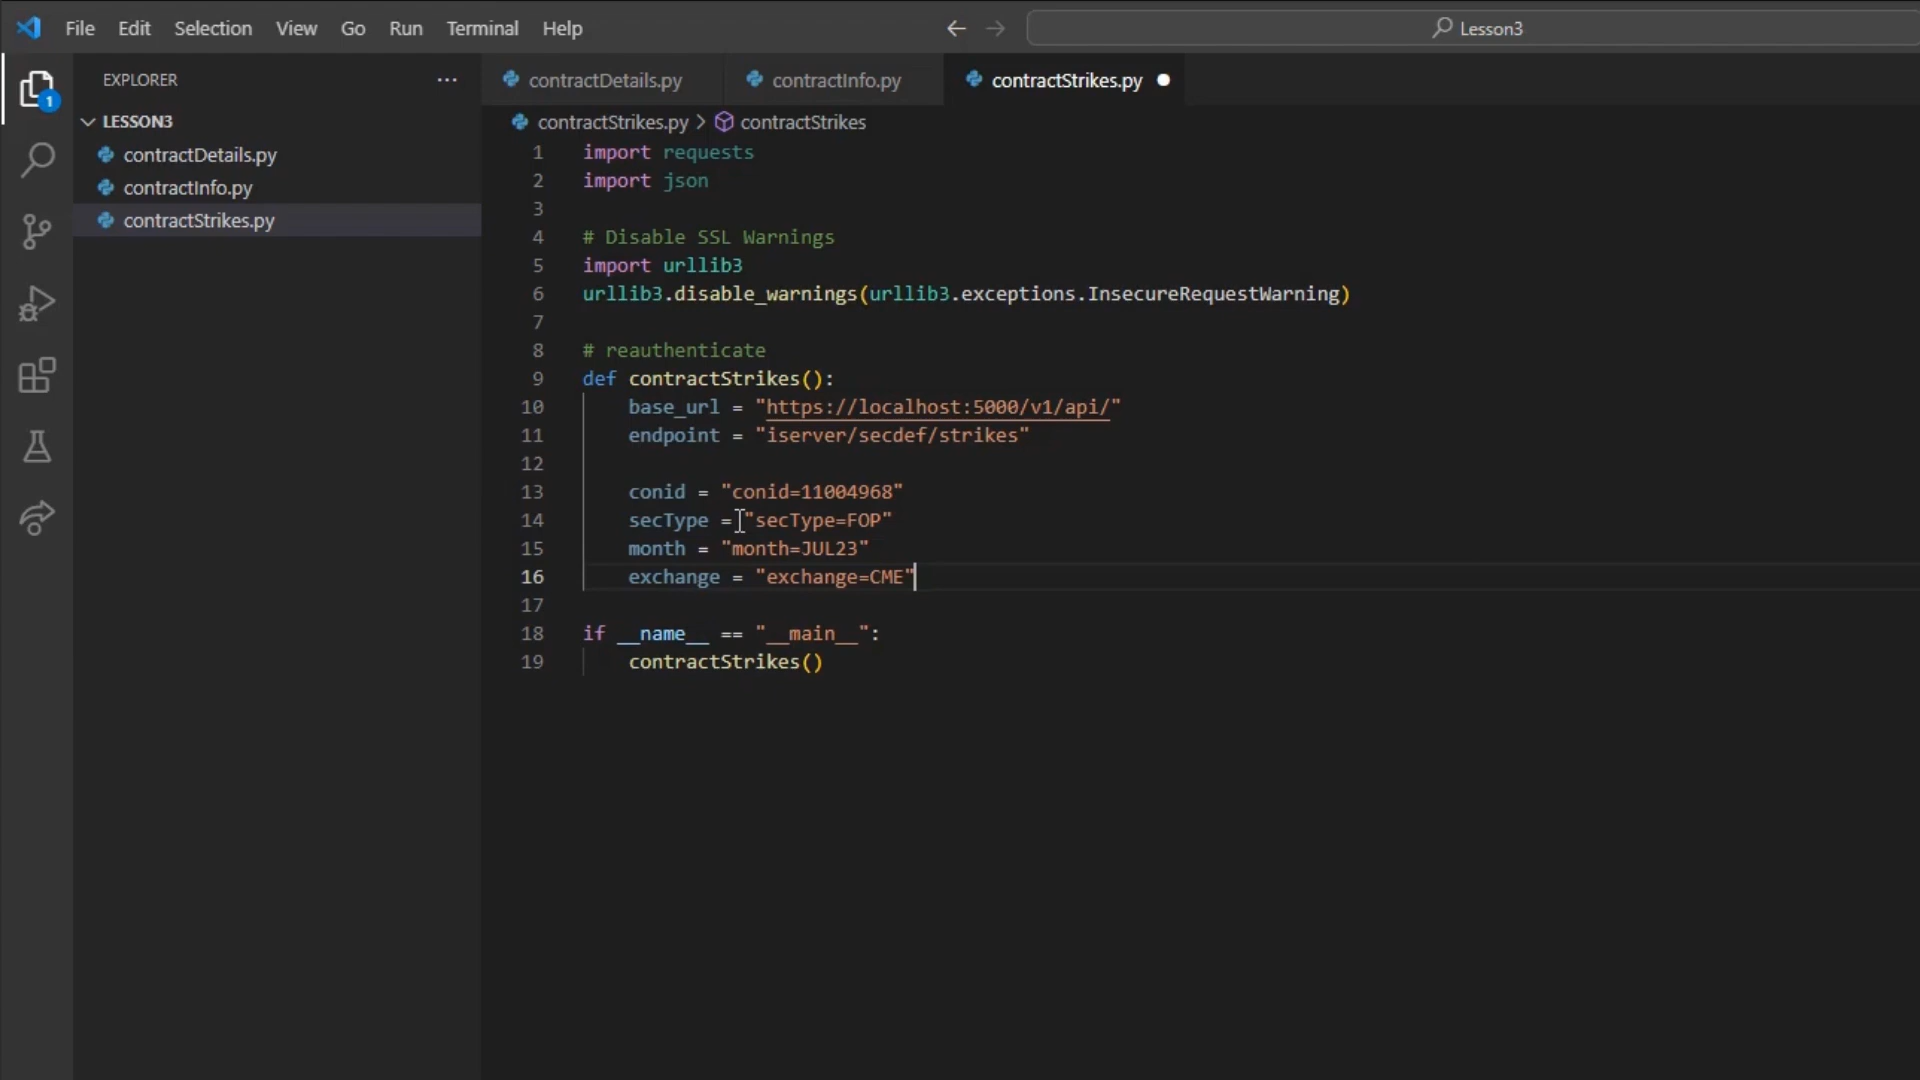 File Edit Selection View Go Run Terminal Help
Lesson3
EXPLORER ...
1
LESSON3
contractDetails.py
contractInfo.py
contractStrikes.py
contractDetails.py contractInfo.py contractStrikes.py
contractStrikes.py > contractStrikes
1 import requests
2 import json
3
4 # Disable SSL Warnings
5 import urllib3
6 urllib3.disable_warnings(urllib3.exceptions.InsecureRequestWarning)
7
8 # reauthenticate
9 def contractStrikes():
10 base_url = "https://localhost:5000/v1/api/"
11 endpoint = "iserver/secdef/strikes"
12
13 conid = "conid=11004968"
14 secType = "secType=FOP"
15 month = "month=JUL23"
16 exchange = "exchange=CME"
17
18 if __name__ == "__main__":
19 contractStrikes()